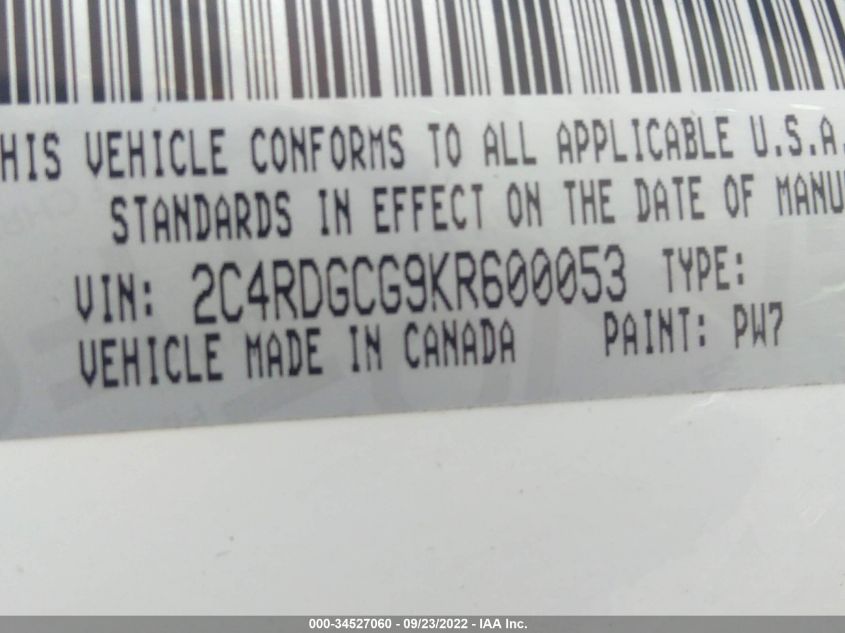 HIS VEHICLE CONFORMS TO ALL APPLICABLE U.S.A.
STANDARDS IN EFFECT ON THE DATE OF MANU
VIN: 2C4RDGCG9KR600053 TYPE:
VEHICLE MADE IN CANADA PAINT: PW7
000-34527060 - 09/23/2022 - IAA Inc.